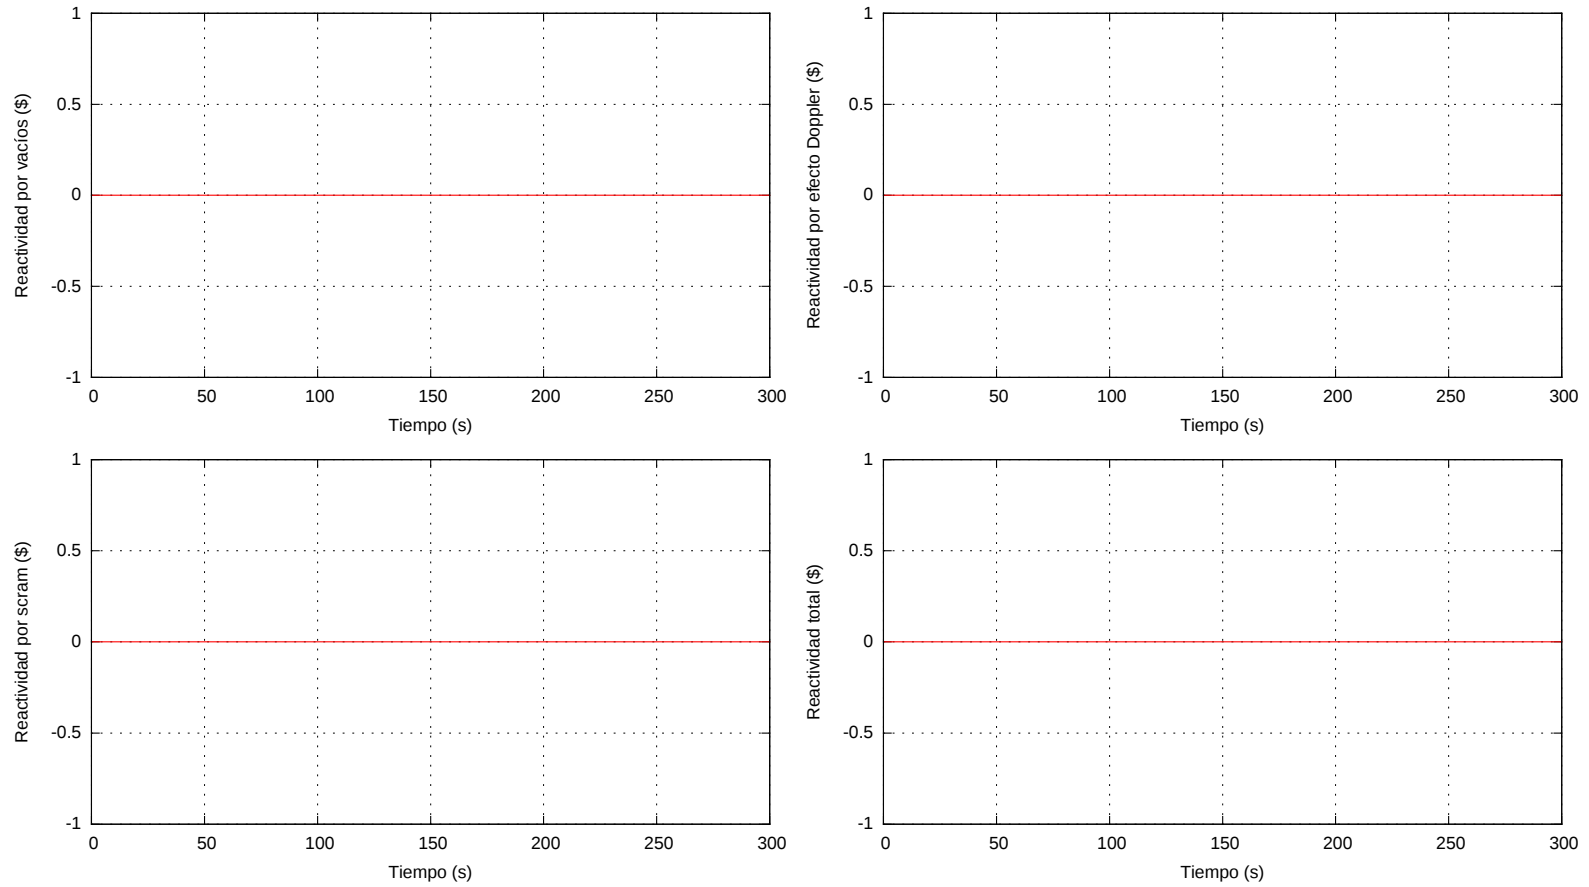 Reactividad por vacíos ($)
1
0.5
0
-0.5
-1
0 50 100 150 200 250 300
Tiempo (s)
Reactividad por efecto Doppler ($)
1
0.5
0
-0.5
-1
0 50 100 150 200 250 300
Tiempo (s)
Reactividad por scram ($)
1
0.5
0
-0.5
-1
0 50 100 150 200 250 300
Tiempo (s)
Reactividad total ($)
1
0.5
0
-0.5
-1
0 50 100 150 200 250 300
Tiempo (s)